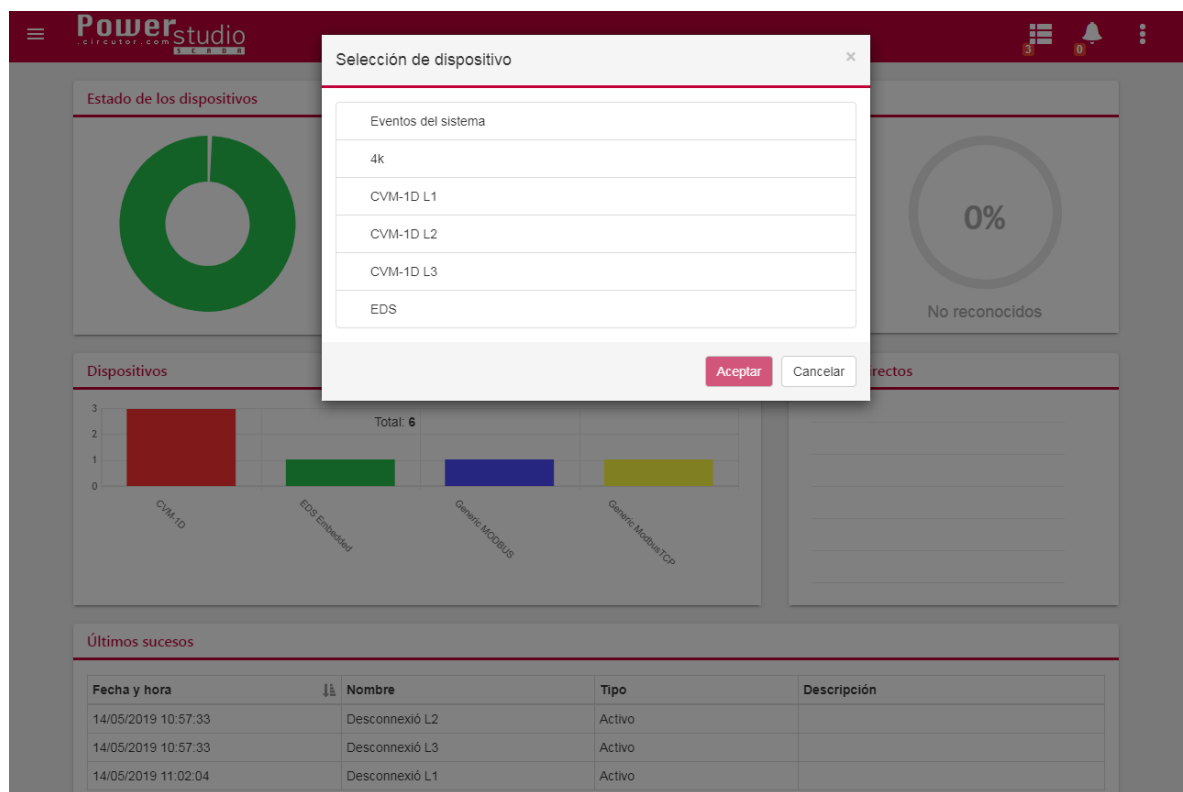 Powerstudio
.circutor.com
SCADA
3
0
Selección de dispositivo
×
Eventos del sistema
4k
CVM-1D L1
CVM-1D L2
CVM-1D L3
EDS
Aceptar
Cancelar
Estado de los dispositivos
0%
No reconocidos
Dispositivos
rectos
3
2
1
0
Total: 6
CVM-1D
EDS Embedded
Generic MODBUS
Generic ModbusTCP
Últimos sucesos
Fecha y hora Nombre Tipo Descripción
14/05/2019 10:57:33 Desconnexió L2 Activo
14/05/2019 10:57:33 Desconnexió L3 Activo
14/05/2019 11:02:04 Desconnexió L1 Activo